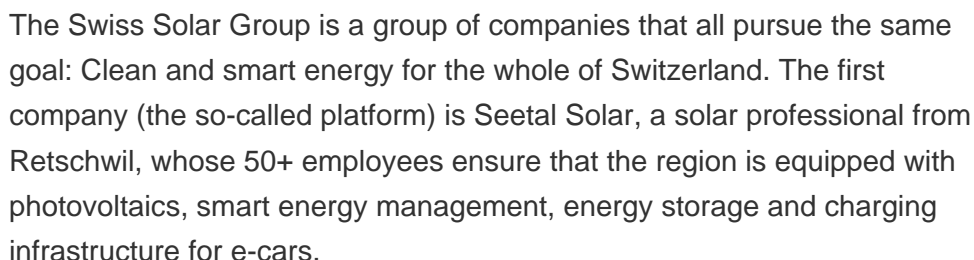 The Swiss Solar Group is a group of companies that all pursue the same
goal: Clean and smart energy for the whole of Switzerland. The first
company (the so-called platform) is Seetal Solar, a solar professional from
Retschwil, whose 50+ employees ensure that the region is equipped with
photovoltaics, smart energy management, energy storage and charging
infrastructure for e-cars.